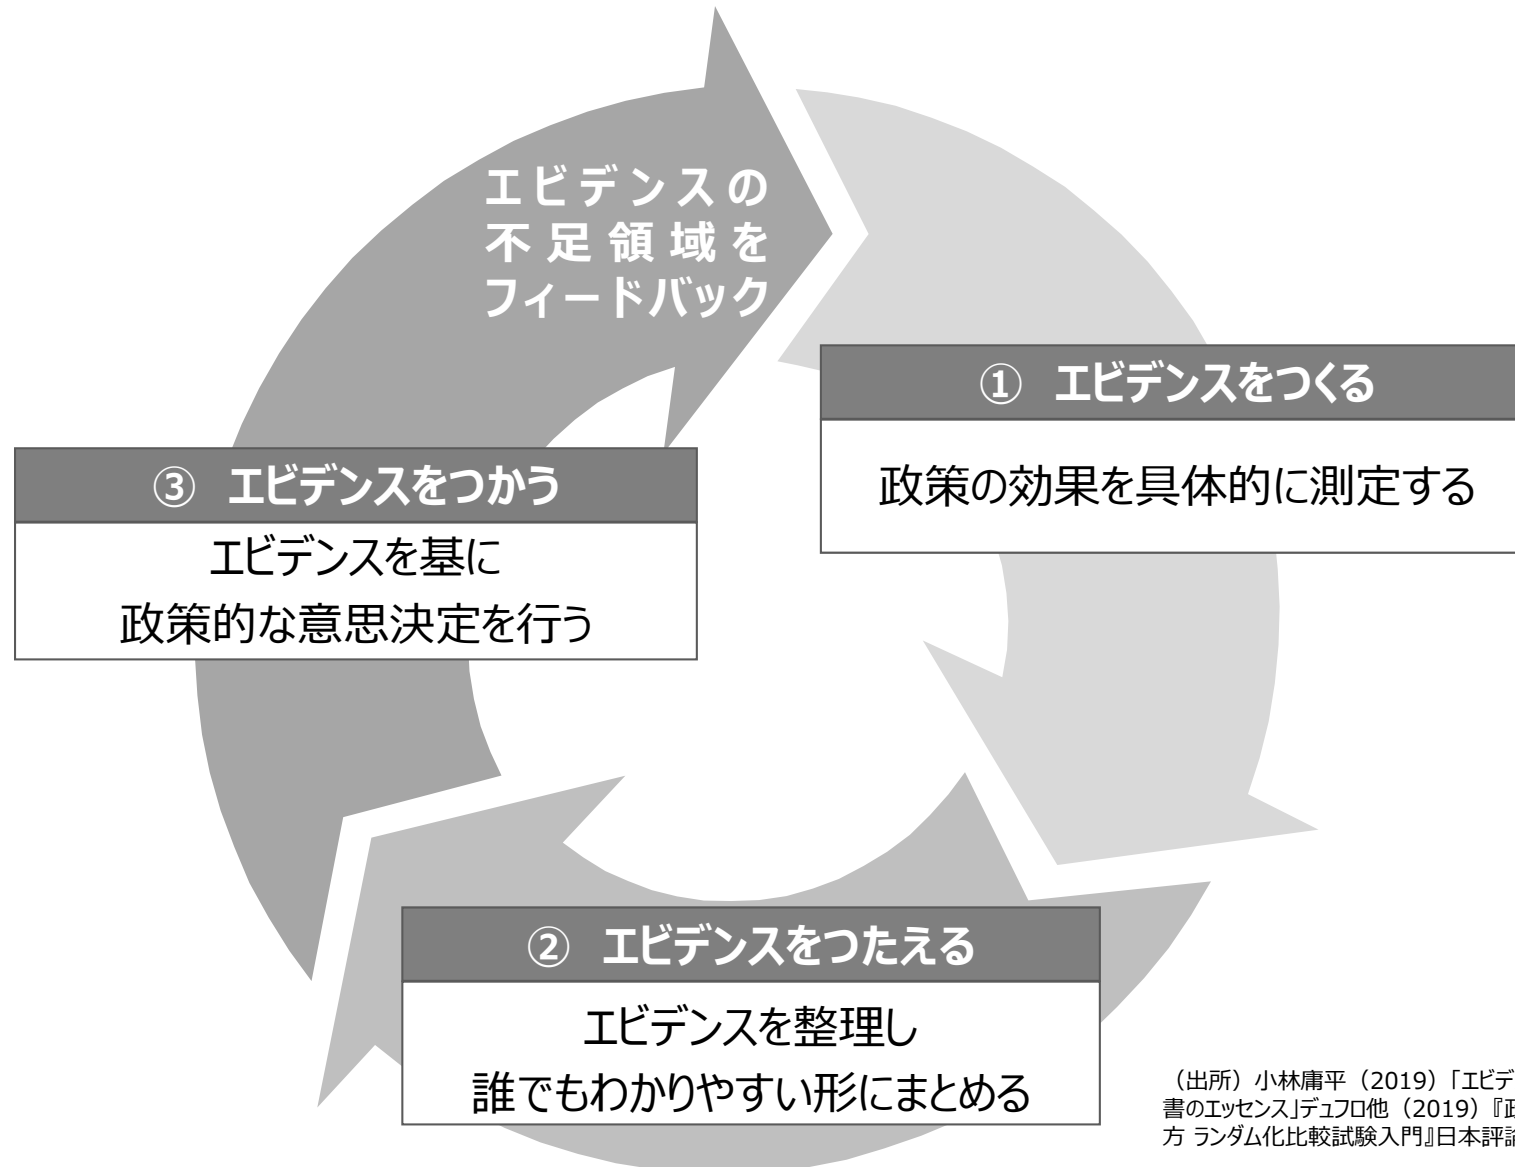 エビデンスの
不足領域を
フィードバック
① エビデンスをつくる
政策の効果を具体的に測定する
③ エビデンスをつかう
エビデンスを基に
政策的な意思決定を行う
② エビデンスをつたえる
エビデンスを整理し
誰でもわかりやすい形にまとめる
（出所）小林庸平（2019）「エビデ
書のエッセンス」デュフロ他（2019）『政
方 ランダム化比較試験入門』日本評論